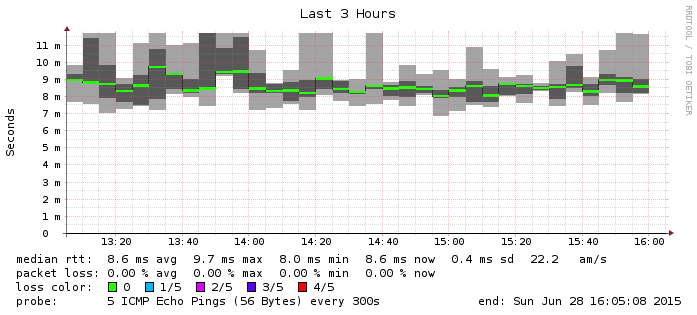 Last 3 Hours
RRDTOOL / TOBI OETIKER
Seconds
11 m
10 m
9 m
8 m
7 m
6 m
5 m
4 m
3 m
2 m
1 m
0
13:20 13:40 14:00 14:20 14:40 15:00 15:20 15:40 16:00
median rtt: 8.6 ms avg 9.7 ms max 8.0 ms min 8.6 ms now 0.4 ms sd 22.2 am/s
packet loss: 0.00 % avg 0.00 % max 0.00 % min 0.00 % now
loss color: 0 1/5 2/5 3/5 4/5
probe: 5 ICMP Echo Pings (56 Bytes) every 300s end: Sun Jun 28 16:05:08 2015